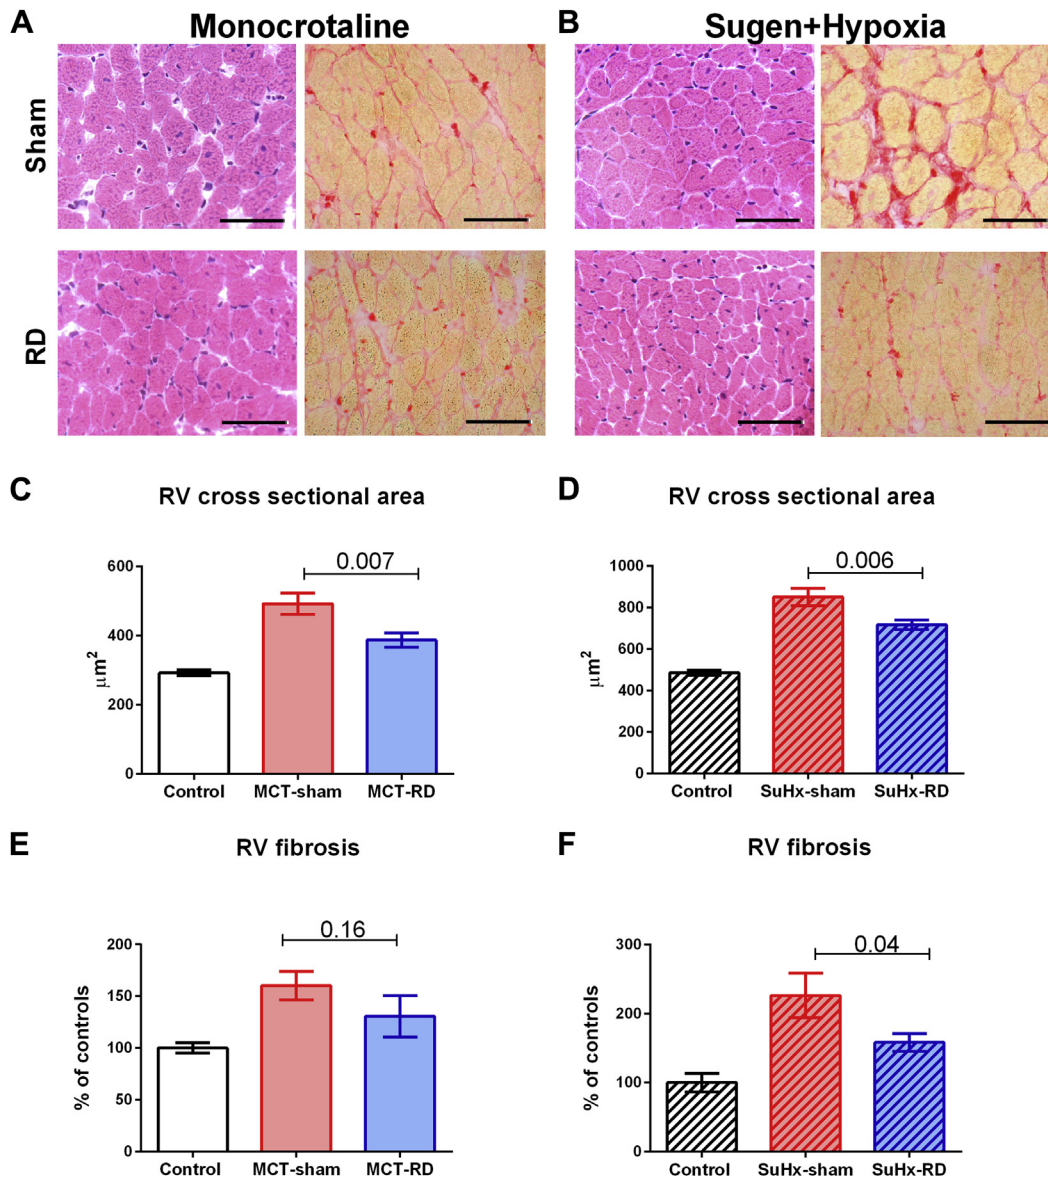 A Monocrotaline
B Sugen+Hypoxia
Sham
RD
C RV cross sectional area
0.007
600
400
200
0
μm2
Control MCT-sham MCT-RD
D RV cross sectional area
0.006
1000
800
600
400
200
0
μm2
Control SuHx-sham SuHx-RD
E RV fibrosis
0.16
200
150
100
50
0
% of controls
Control MCT-sham MCT-RD
F RV fibrosis
0.04
300
200
100
0
% of controls
Control SuHx-sham SuHx-RD